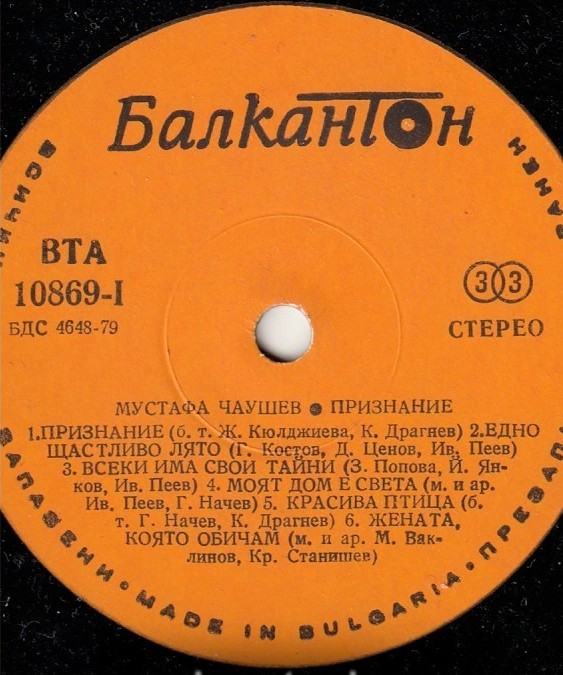 Балкантон
ВТА
10869-I
БДС 4648-79
33
СТЕРЕО
МУСТАФА ЧАУШЕВ ● ПРИЗНАНИЕ
1.ПРИЗНАНИЕ (б. т. Ж. Кюлджиева, К. Драгнев) 2.ЕДНО
ЩАСТЛИВО ЛЯТО (Г. Костов, Д. Ценов, Ив. Пеев)
3. ВСЕКИ ИМА СВОИ ТАЙНИ (З. Попова, Й. Ян-
ков, Ив. Пеев) 4. МОЯТ ДОМ Е СВЕТА (м. и ар.
Ив. Пеев, Г. Начев) 5. КРАСИВА ПТИЦА (б.
т. Г. Начев, К. Драгнев) 6. ЖЕНАТА,
КОЯТО ОБИЧАМ (м. и ар. М. Вак-
линов, Кр. Станишев)
ЗАПАЗЕНИ • MADE IN BULGARIA •